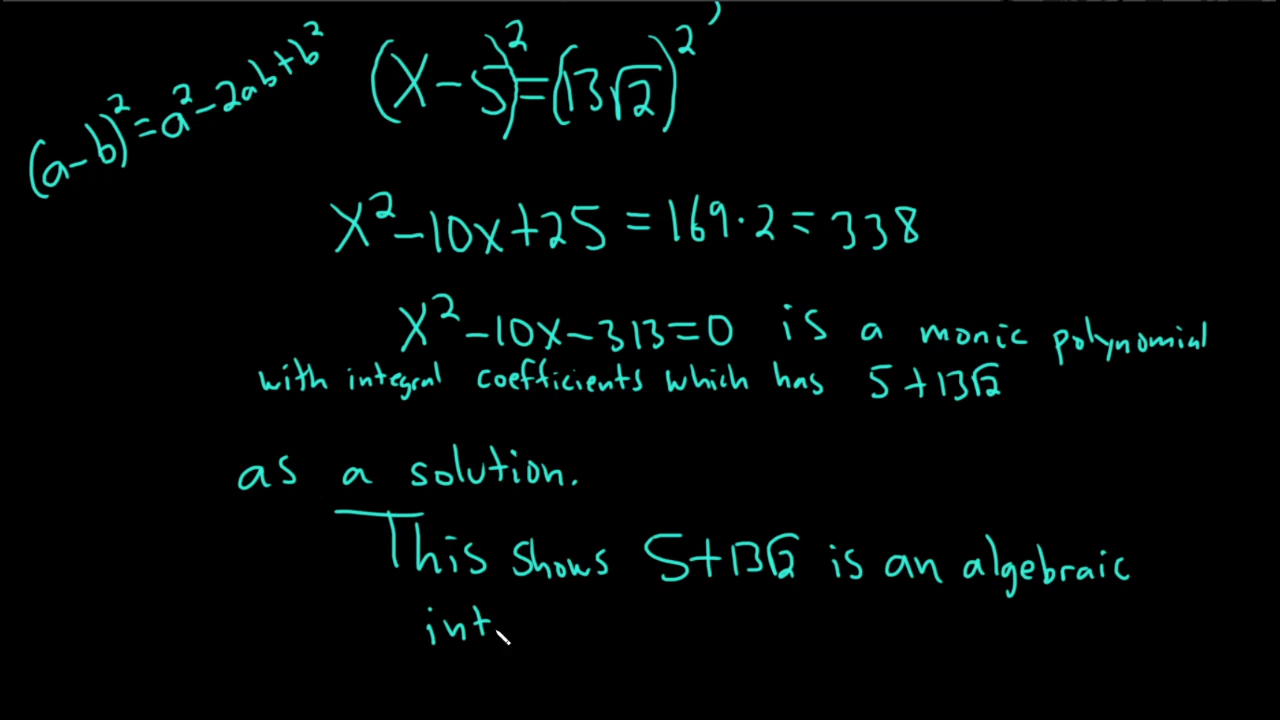 (a-b)²=a²-2ab+b²
(x-5)²=(13√2)²,
x²-10x+25=169·2=338
x²-10x-313=0 is a monic polynomial
with integral coefficients which has 5+13√2
as a solution.
This shows 5+13√2 is an algebraic
int